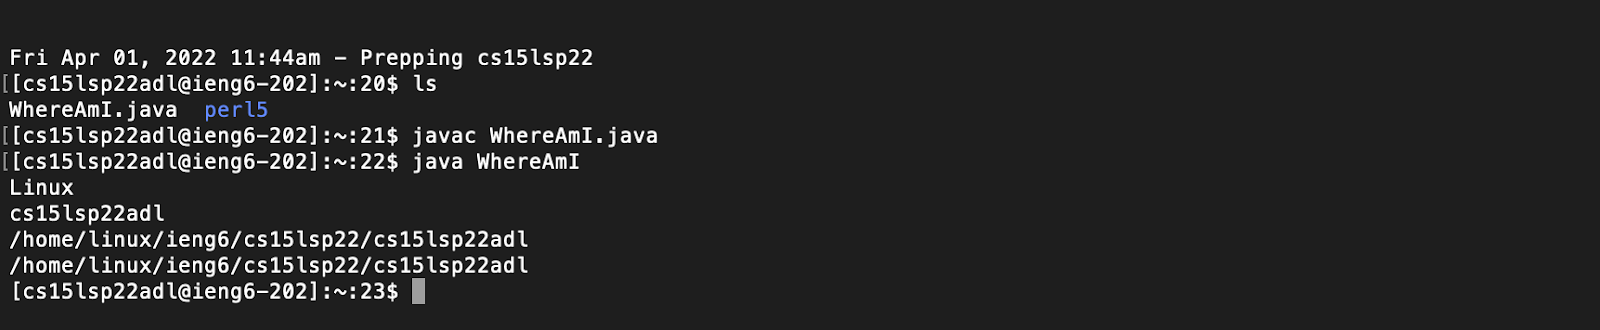 Fri Apr 01, 2022 11:44am - Prepping cs15lsp22
[[cs15lsp22adl@ieng6-202]:~:20$ ls
WhereAmI.java  perl5
[[cs15lsp22adl@ieng6-202]:~:21$ javac WhereAmI.java
[[cs15lsp22adl@ieng6-202]:~:22$ java WhereAmI
Linux
cs15lsp22adl
/home/linux/ieng6/cs15lsp22/cs15lsp22adl
/home/linux/ieng6/cs15lsp22/cs15lsp22adl
[cs15lsp22adl@ieng6-202]:~:23$